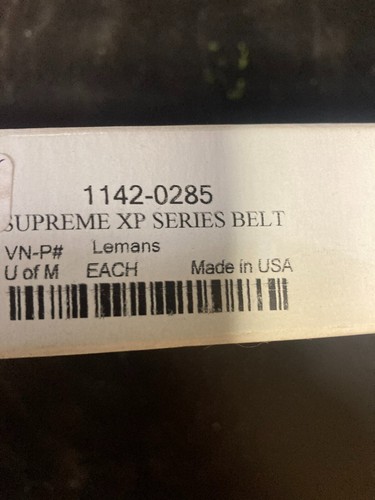 1142-0285
SUPREME XP SERIES BELT
VN-P# Lemans
U of M EACH Made in USA